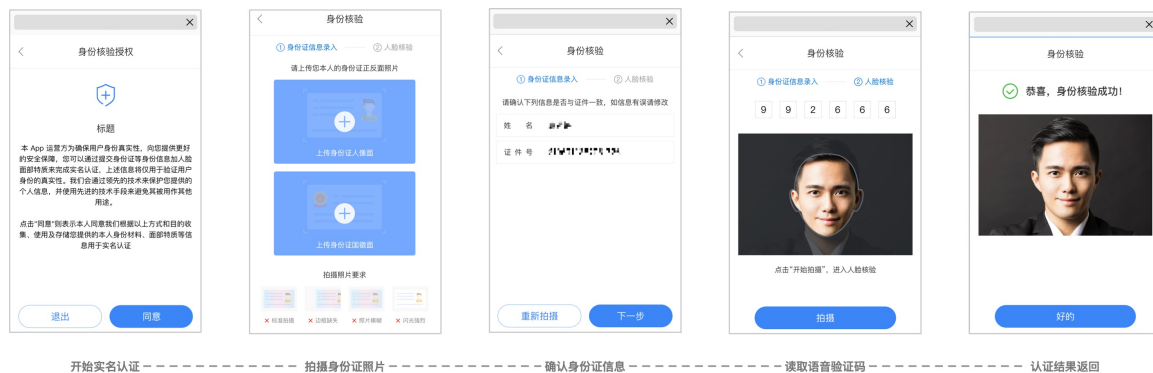 身份核验授权
标题
本 App 运营方为确保用户身份真实性，向您提供更好
的安全保障，您可以通过提交身份证等身份信息加人脸
面部特质来完成实名认证，上述信息将仅用于验证用户
身份的真实性。我们会通过领先的技术来保护您提供的
个人信息，并使用先进的技术手段来避免其被用作其他
用途。
点击"同意"则表示本人同意我们根据以上方式和目的收
集、使用及存储您提供的本人身份材料、面部特质等信
息用于实名认证
退出
同意
身份核验
① 身份证信息录入
② 人脸核验
请上传您本人的身份证正反面照片
上传身份证人像面
上传身份证国徽面
拍摄照片要求
× 标准拍摄
× 边框缺失
× 照片模糊
× 闪光强烈
身份核验
① 身份证信息录入
② 人脸核验
请确认下列信息是否与证件一致，如信息有误请修改
姓 名
证 件 号
重新拍摄
下一步
身份核验
① 身份证信息录入
② 人脸核验
9 9 2 6 6 6
点击"开始拍摄"，进入人脸核验
拍摄
身份核验
恭喜，身份核验成功！
好的
开始实名认证
拍摄身份证照片
确认身份证信息
读取语音验证码
认证结果返回